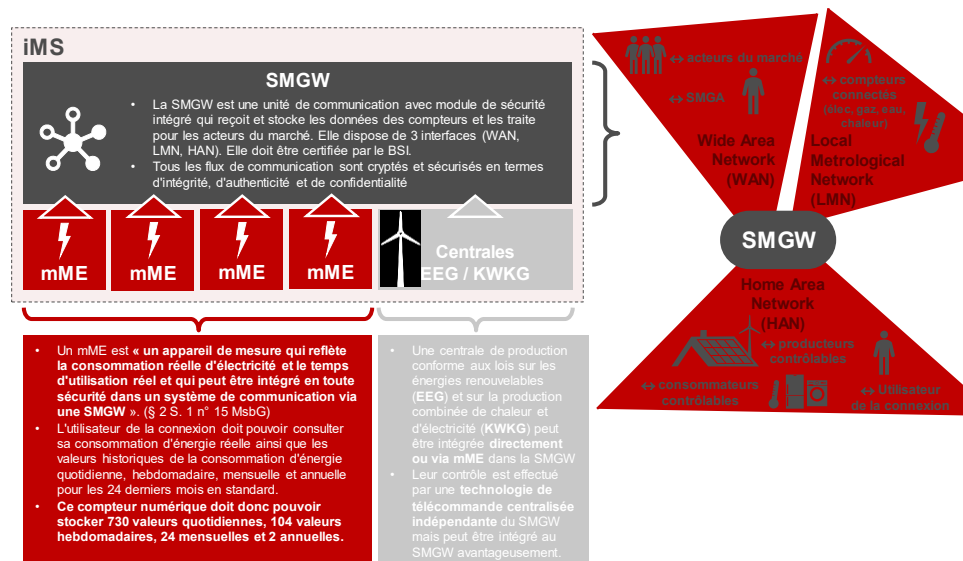 iMS
SMGW
• La SMGW est une unité de communication avec module de sécurité
intégré qui reçoit et stocke les données des compteurs et les traite
pour les acteurs du marché. Elle dispose de 3 interfaces (WAN,
LMN, HAN). Elle doit être certifiée par le BSI.
• Tous les flux de communication sont cryptés et sécurisés en termes
d'intégrité, d'authenticité et de confidentialité
mME
mME
mME
mME
Centrales
EEG / KWKG
• Un mME est « un appareil de mesure qui reflète
la consommation réelle d'électricité et le temps
d'utilisation réel et qui peut être intégré en toute
sécurité dans un système de communication via
une SMGW ». (§ 2 S. 1 n° 15 MsbG)
• L'utilisateur de la connexion doit pouvoir consulter
sa consommation d'énergie réelle ainsi que les
valeurs historiques de la consommation d'énergie
quotidienne, hebdomadaire, mensuelle et annuelle
pour les 24 derniers mois en standard.
• Ce compteur numérique doit donc pouvoir
stocker 730 valeurs quotidiennes, 104 valeurs
hebdomadaires, 24 mensuelles et 2 annuelles.
• Une centrale de production
conforme aux lois sur les
énergies renouvelables
(EEG) et sur la production
combinée de chaleur et
d'électricité (KWKG) peut
être intégrée directement
ou via mME dans la SMGW
• Leur contrôle est effectué
par une technologie de
télécommande centralisée
indépendante du SMGW
mais peut être intégré au
SMGW avantageusement.
↔ acteurs du marché
↔ SMGA
Wide Area
Network
(WAN)
↔ compteurs
connectés
(élec, gaz, eau,
chaleur)
Local
Metrological
Network
(LMN)
SMGW
Home Area
Network
(HAN)
↔ producteurs
contrôlables
↔ consommateurs
contrôlables
↔ Utilisateur
de la connexion